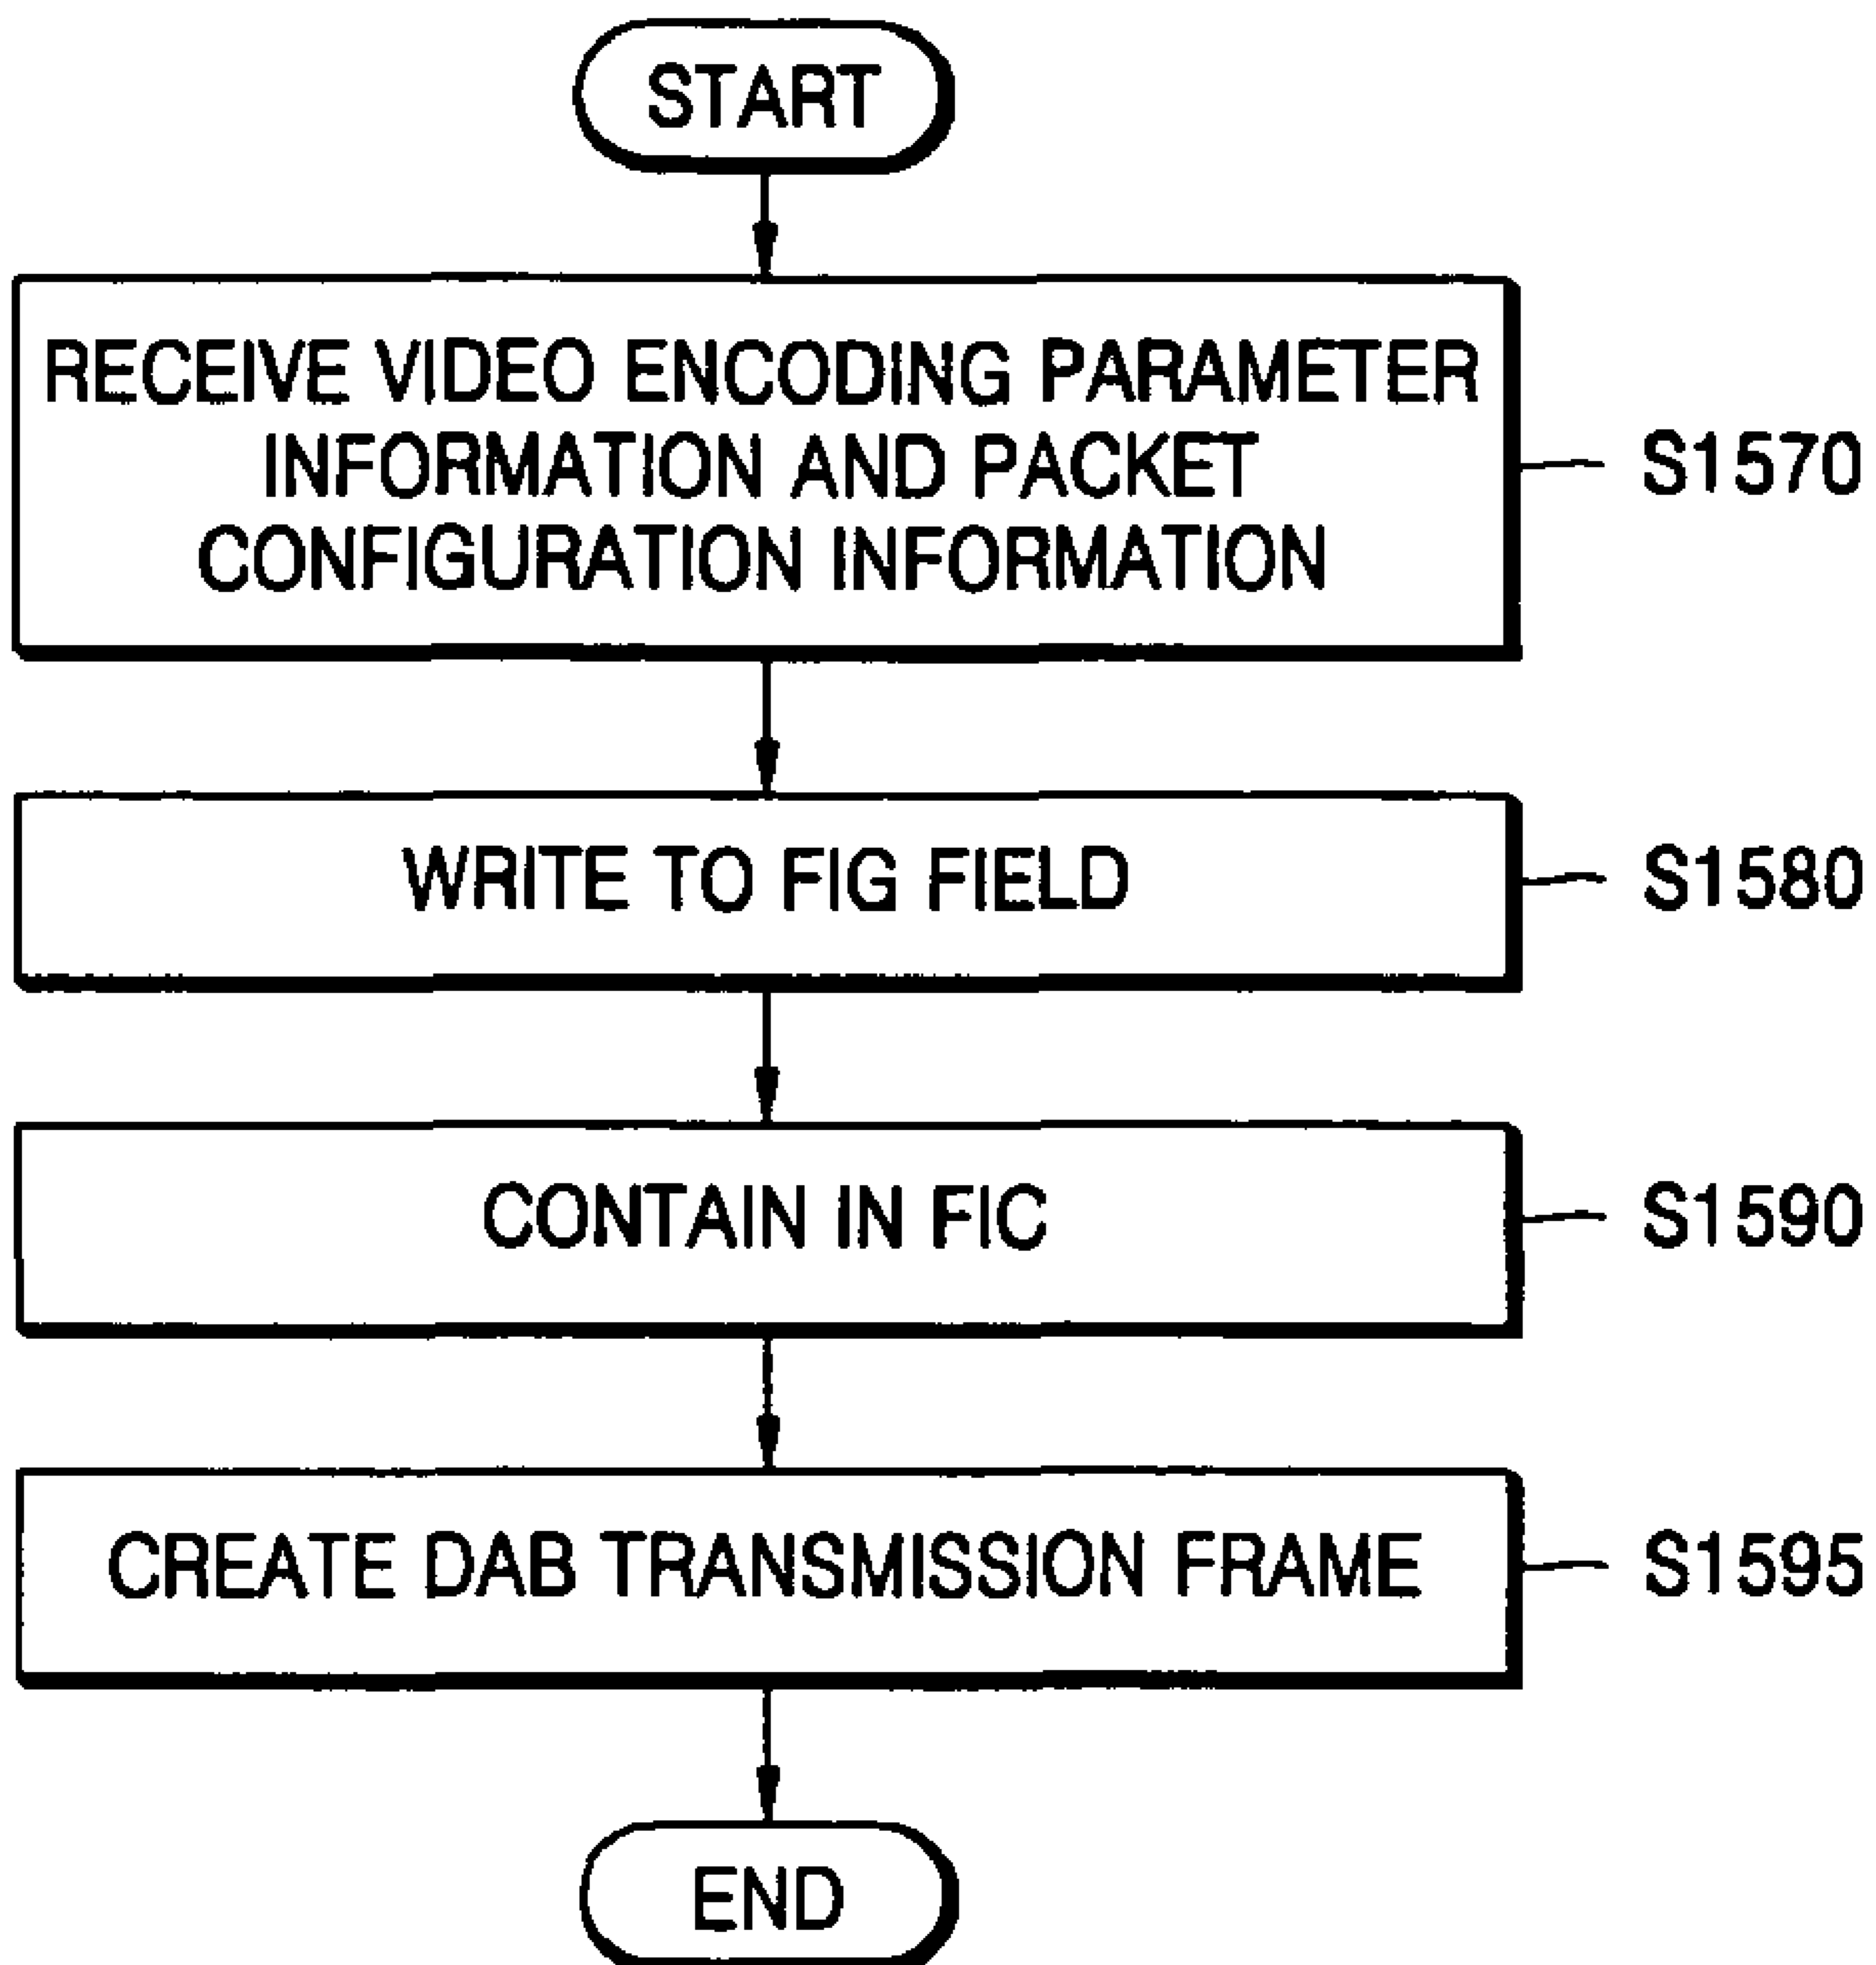 START
RECEIVE VIDEO ENCODING PARAMETER
INFORMATION AND PACKET
CONFIGURATION INFORMATION
S1570
WRITE TO FIG FIELD
S1580
CONTAIN IN FIC
S1590
CREATE DAB TRANSMISSION FRAME
S1595
END